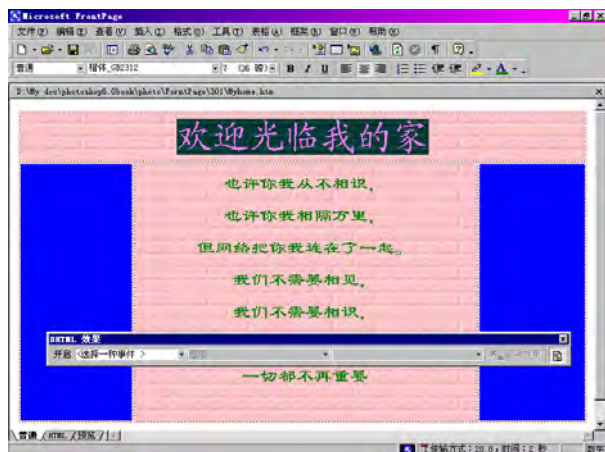 Microsoft FrontPage
文件(F) 编辑(E) 查看(V) 插入(I) 格式(O) 工具(T) 表格(A) 框架(R) 窗口(W) 帮助(H)
普通 楷体_GB2312 7 (36 磅) B I U A
欢迎光临我的家
也许你我从不相识，
也许你我相隔万里，
但网络把你我连在了一起。
我们不需要相见，
我们不需要相识，
DHTML 效果
开启 <选择一种事件 >
一切都不再重要
普通 HTML 预览